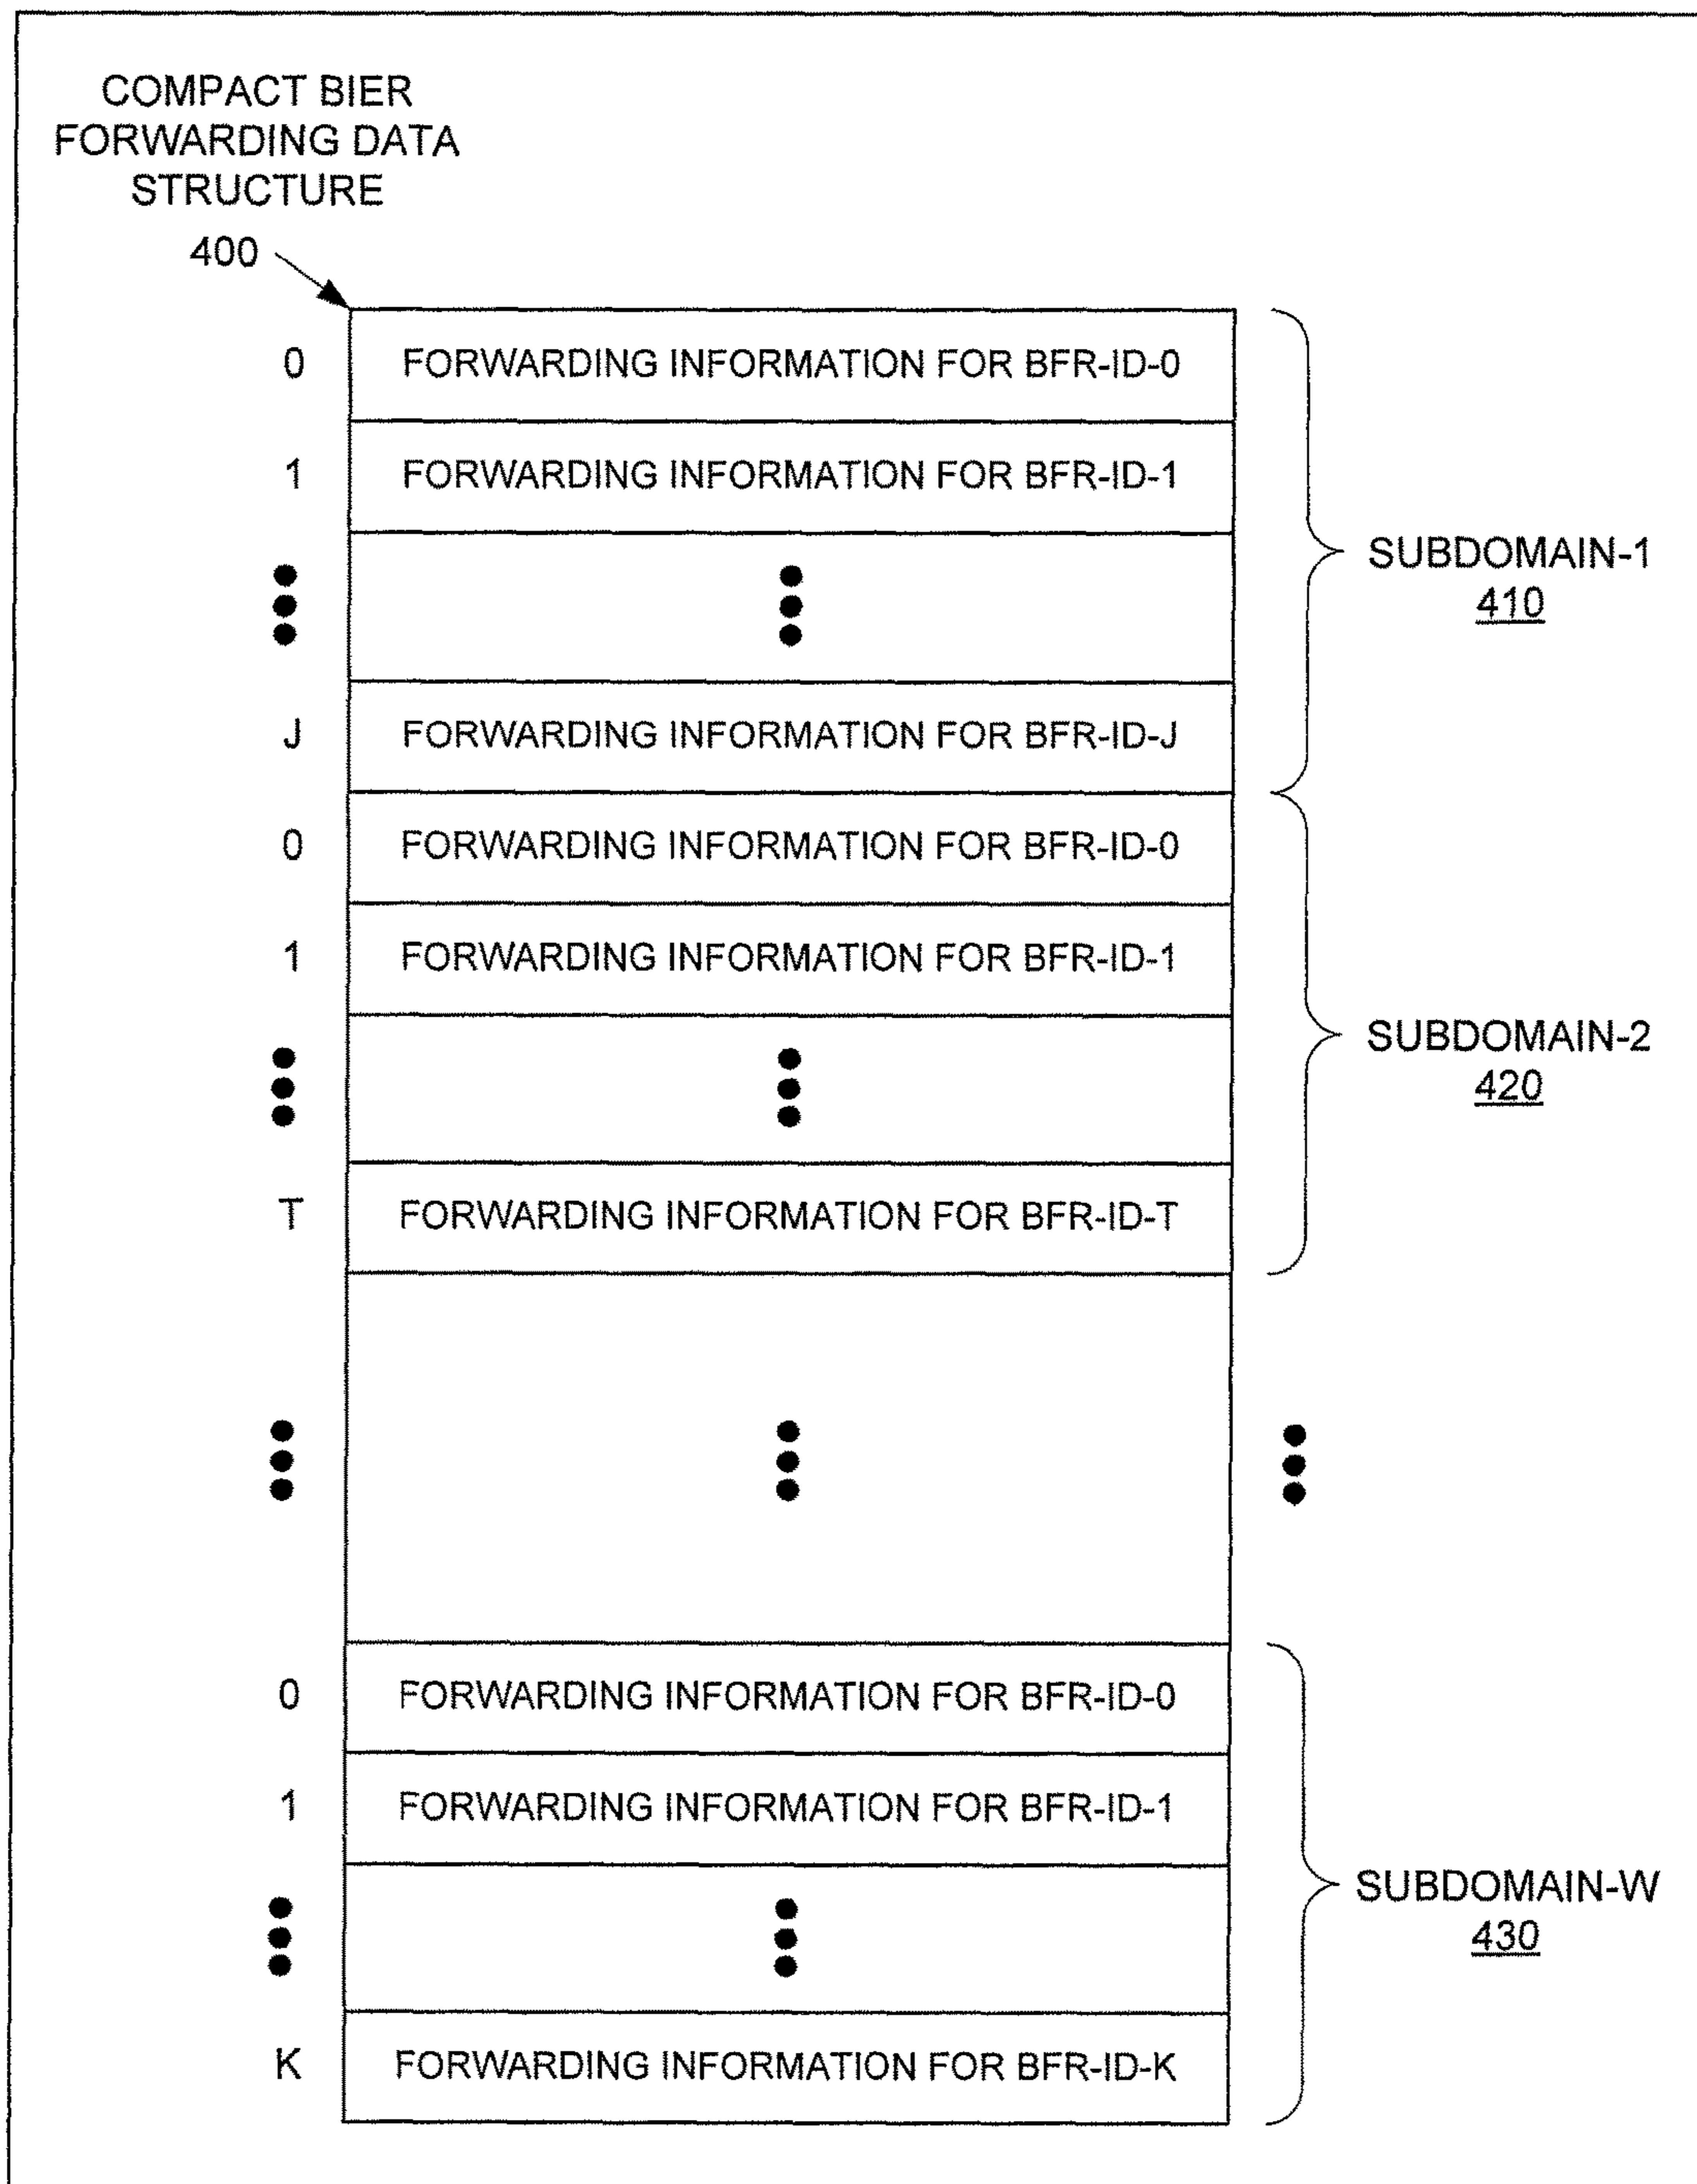 COMPACT BIER
FORWARDING DATA
STRUCTURE
400
0 FORWARDING INFORMATION FOR BFR-ID-0
1 FORWARDING INFORMATION FOR BFR-ID-1
SUBDOMAIN-1
410
J FORWARDING INFORMATION FOR BFR-ID-J
0 FORWARDING INFORMATION FOR BFR-ID-0
1 FORWARDING INFORMATION FOR BFR-ID-1
SUBDOMAIN-2
420
T FORWARDING INFORMATION FOR BFR-ID-T
0 FORWARDING INFORMATION FOR BFR-ID-0
1 FORWARDING INFORMATION FOR BFR-ID-1
SUBDOMAIN-W
430
K FORWARDING INFORMATION FOR BFR-ID-K